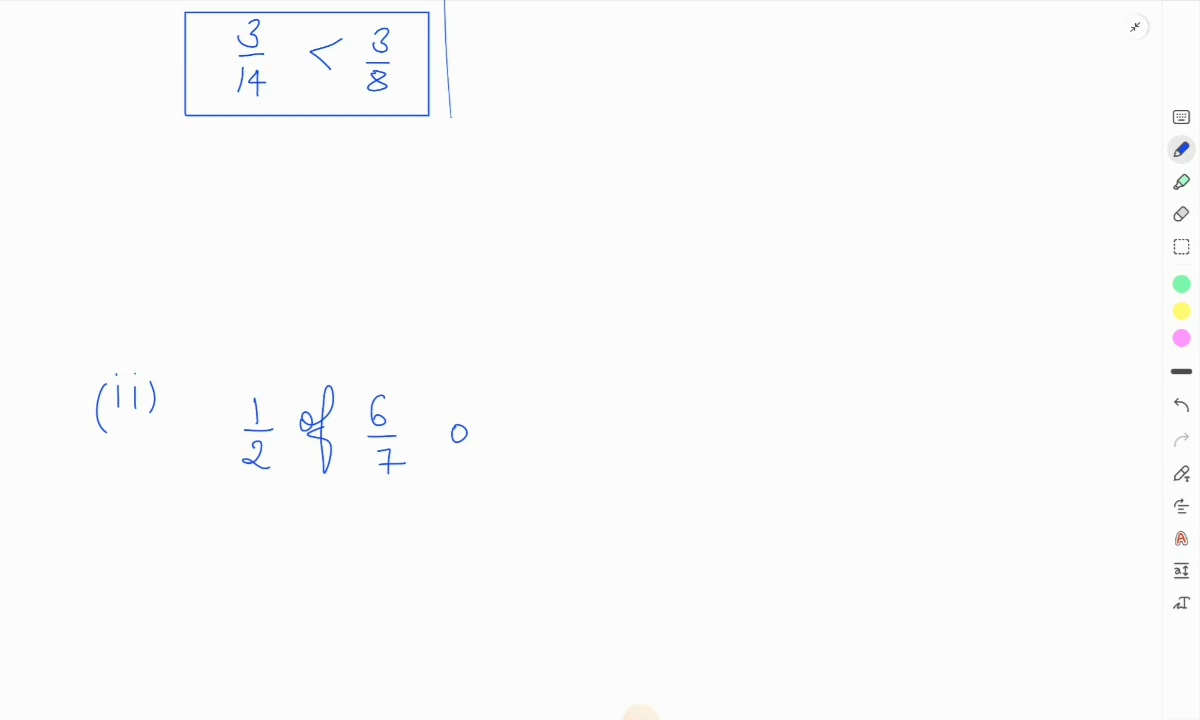 3/14 < 3/8
(ii) 1/2 of 6/7 o